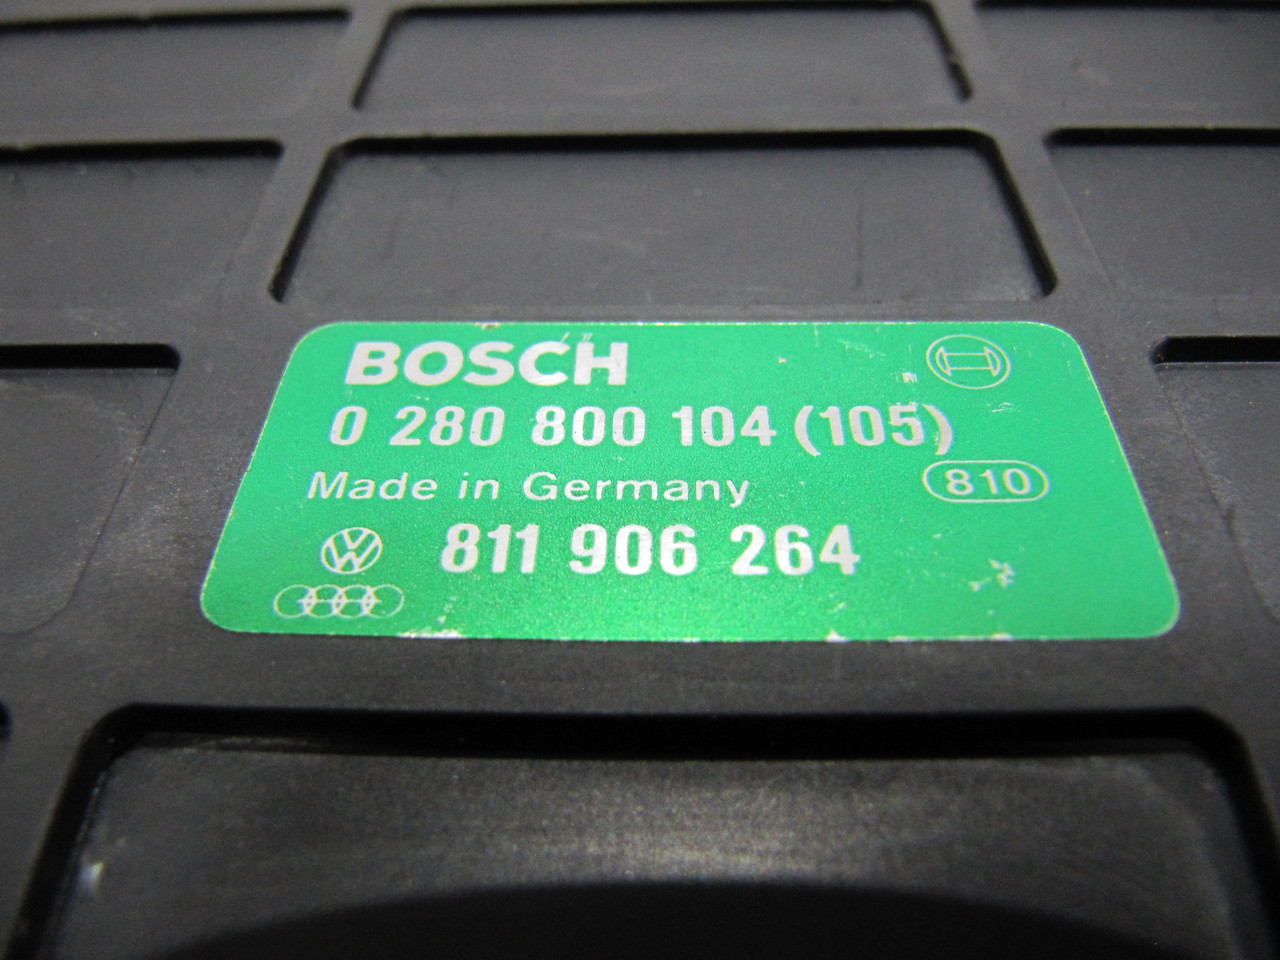 BOSCH
0 280 800 104 (105)
Made in Germany
810
811 906 264